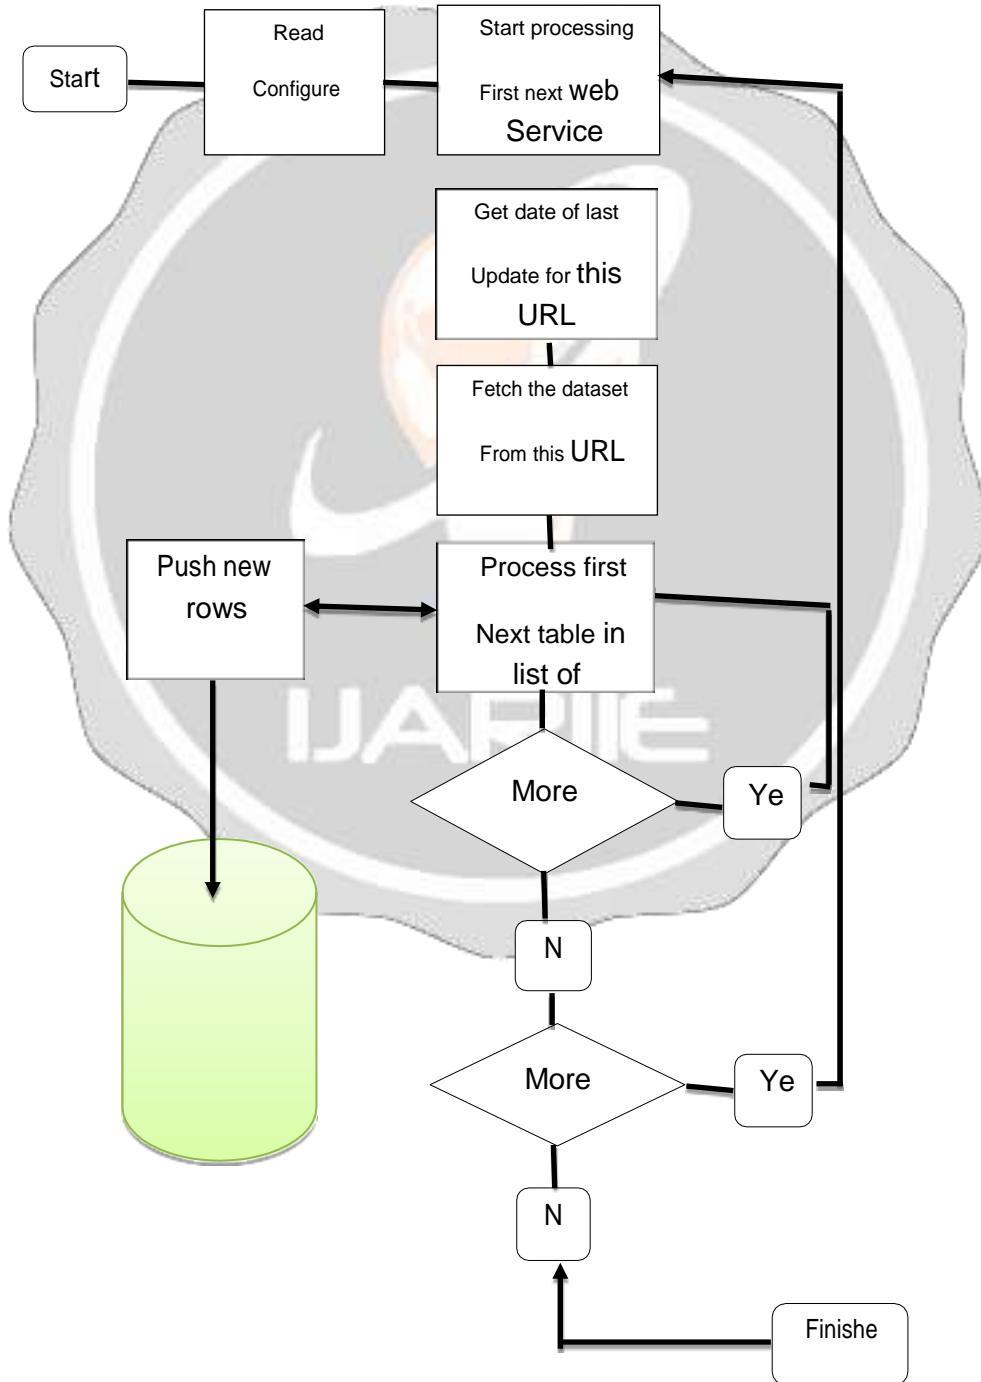 Start
Read
Configure
Start processing
First next web
Service
Get date of last
Update for this
URL
Fetch the dataset
From this URL
Push new
rows
Process first
Next table in
list of
IJARIIE
More
Ye
N
More
Ye
N
Finishe